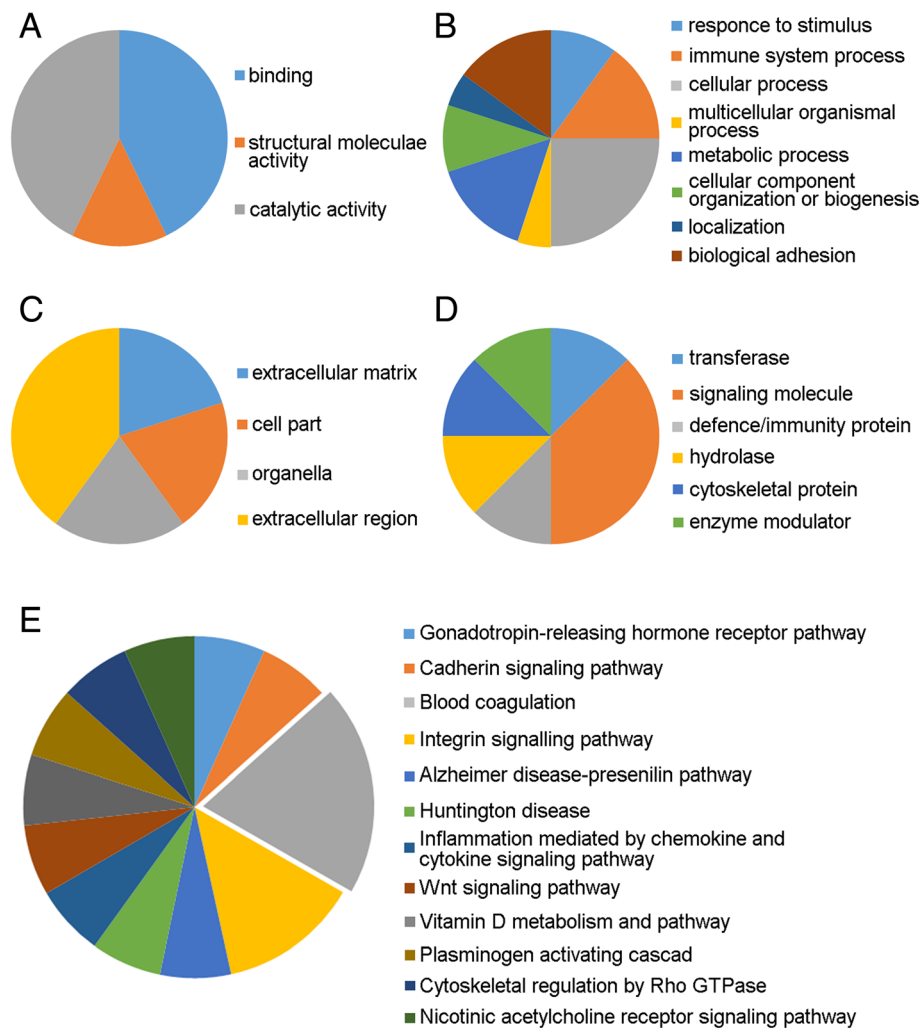 A
binding
structural moleculae
activity
catalytic activity
B
responce to stimulus
immune system process
cellular process
multicellular organismal
process
metabolic process
cellular component
organization or biogenesis
localization
biological adhesion
C
extracellular matrix
cell part
organella
extracellular region
D
transferase
signaling molecule
defence/immunity protein
hydrolase
cytoskeletal protein
enzyme modulator
E
Gonadotropin-releasing hormone receptor pathway
Cadherin signaling pathway
Blood coagulation
Integrin signalling pathway
Alzheimer disease-presenilin pathway
Huntington disease
Inflammation mediated by chemokine and
cytokine signaling pathway
Wnt signaling pathway
Vitamin D metabolism and pathway
Plasminogen activating cascad
Cytoskeletal regulation by Rho GTPase
Nicotinic acetylcholine receptor signaling pathway